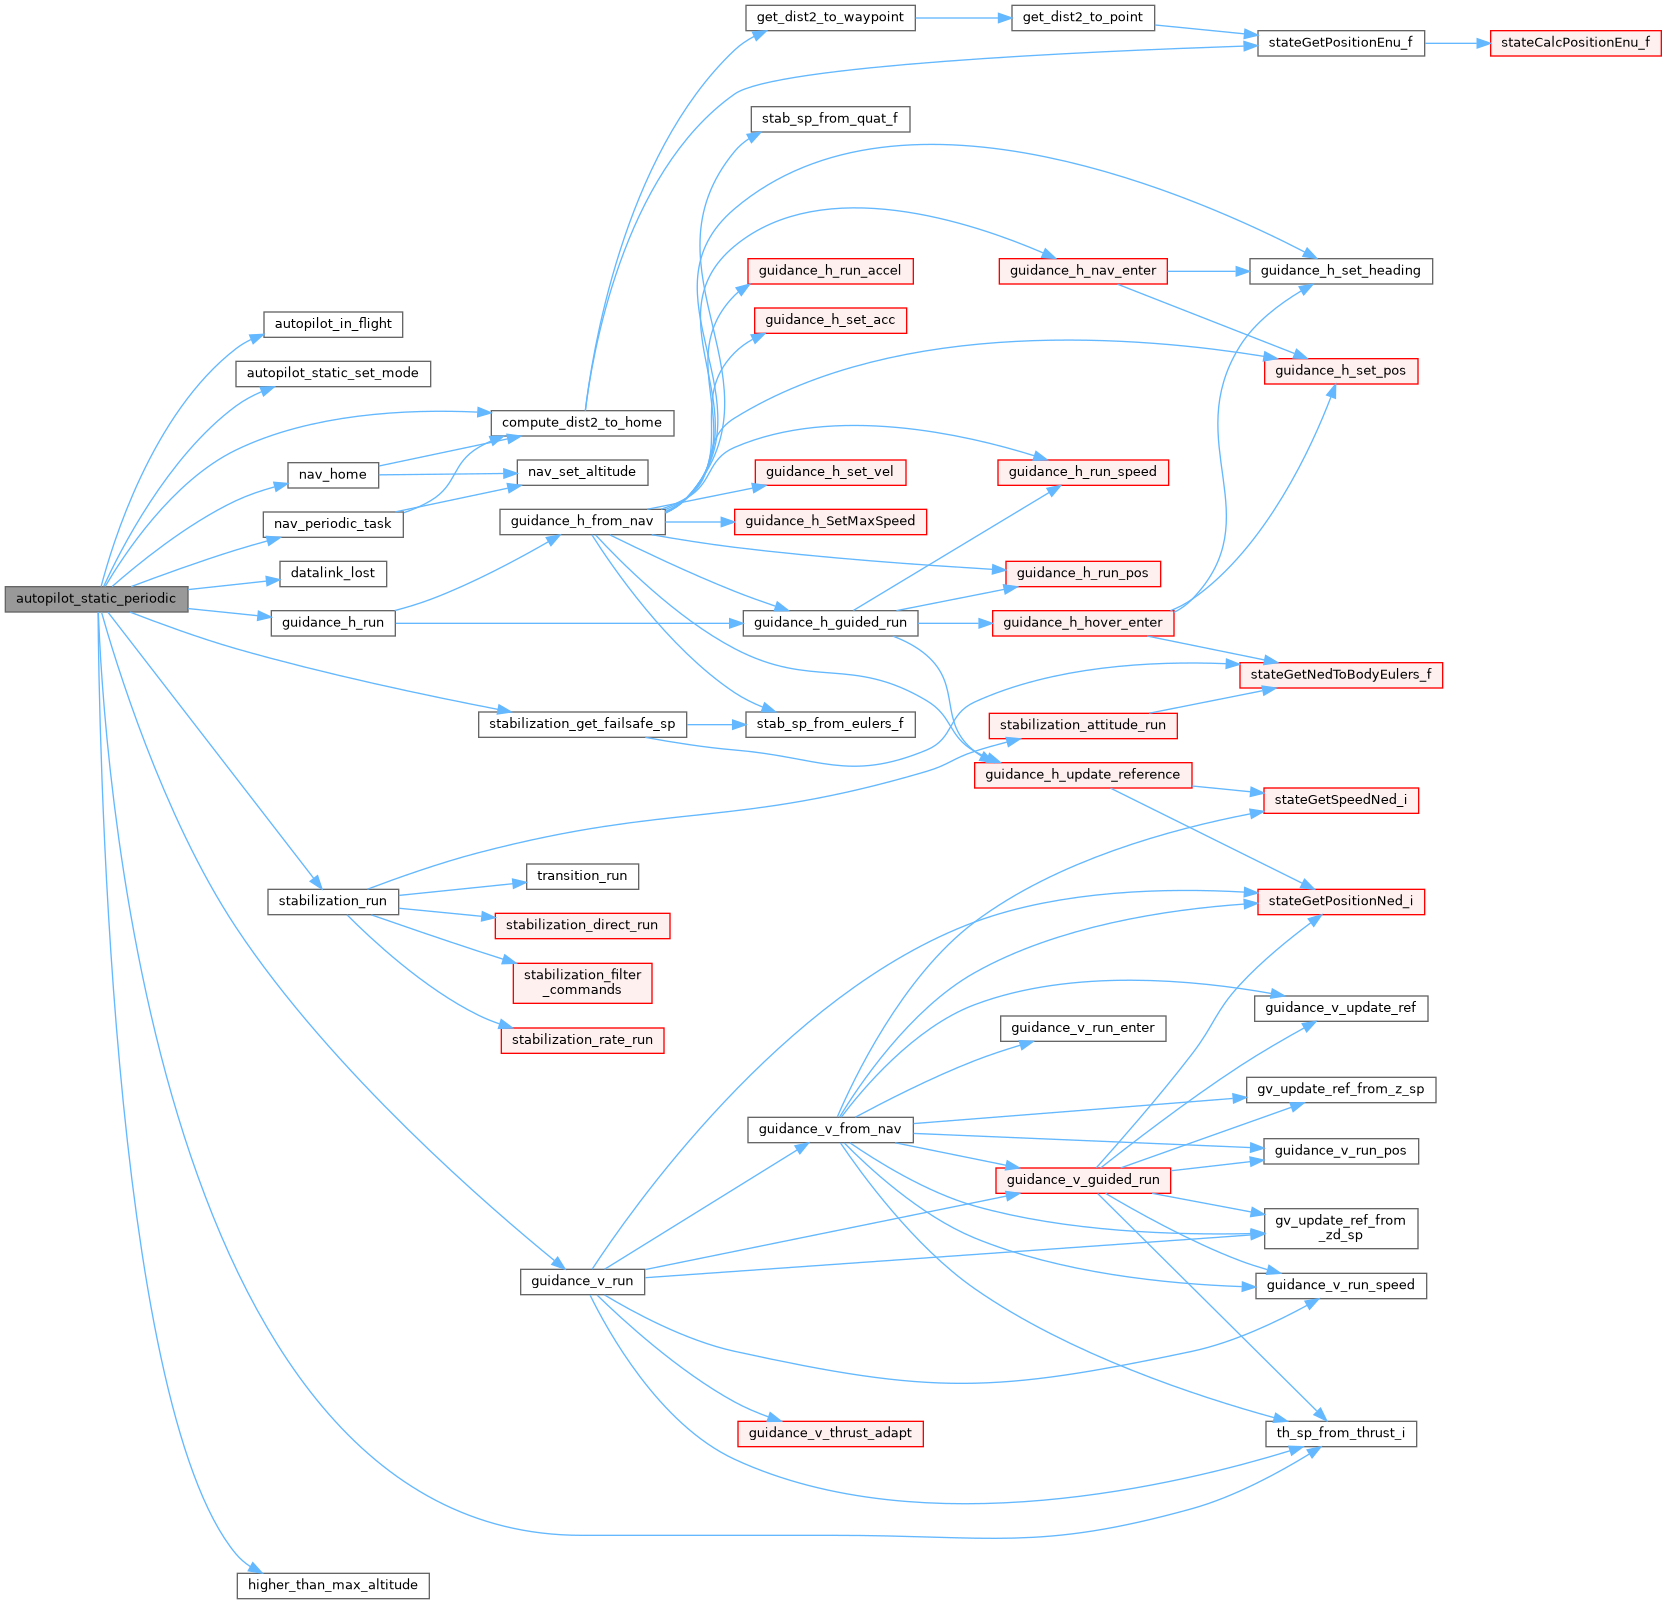 get_dist2_to_waypoint
get_dist2_to_point
stateGetPositionEnu_f
stateCalcPositionEnu_f
stab_sp_from_quat_f
guidance_h_run_accel
guidance_h_nav_enter
guidance_h_set_heading
guidance_h_set_acc
autopilot_in_flight
autopilot_static_set_mode
guidance_h_set_pos
compute_dist2_to_home
nav_home
nav_set_altitude
guidance_h_set_vel
guidance_h_run_speed
nav_periodic_task
guidance_h_from_nav
guidance_h_SetMaxSpeed
datalink_lost
guidance_h_run_pos
autopilot_static_periodic
guidance_h_run
guidance_h_guided_run
guidance_h_hover_enter
stateGetNedToBodyEulers_f
stabilization_get_failsafe_sp
stab_sp_from_eulers_f
stabilization_attitude_run
guidance_h_update_reference
stateGetSpeedNed_i
transition_run
stabilization_run
stateGetPositionNed_i
stabilization_direct_run
stabilization_filter
_commands
guidance_v_update_ref
guidance_v_run_enter
stabilization_rate_run
gv_update_ref_from_z_sp
guidance_v_from_nav
guidance_v_run_pos
guidance_v_guided_run
gv_update_ref_from
_zd_sp
guidance_v_run
guidance_v_run_speed
guidance_v_thrust_adapt
th_sp_from_thrust_i
higher_than_max_altitude